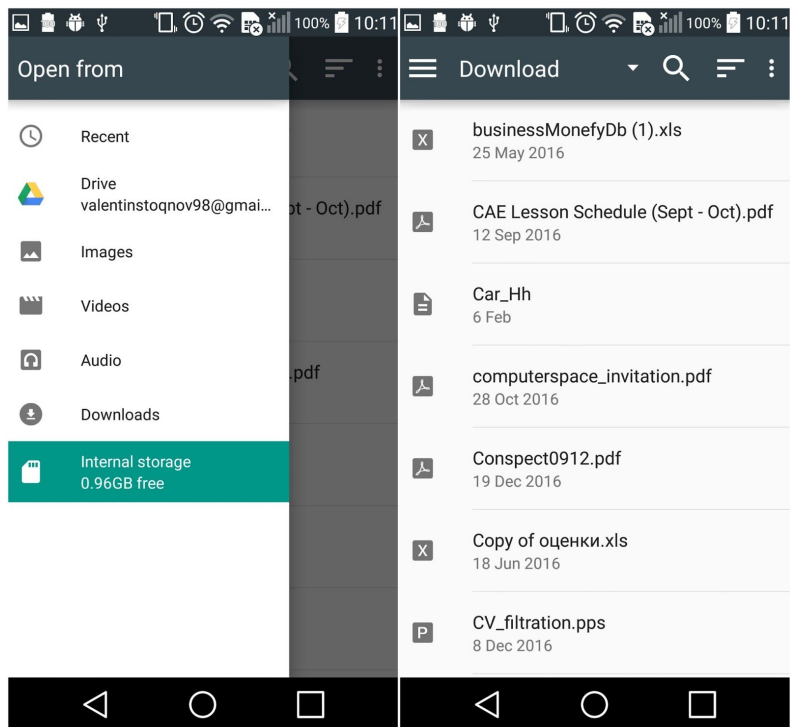 100% 10:11
Open from
Recent
Drive
valentinstoqnov98@gmai...
Images
Videos
Audio
Downloads
Internal storage
0.96GB free
pt - Oct).pdf
.pdf
100% 10:11
Download
businessMonefyDb (1).xls
25 May 2016
CAE Lesson Schedule (Sept - Oct).pdf
12 Sep 2016
Car_Hh
6 Feb
computerspace_invitation.pdf
28 Oct 2016
Conspect0912.pdf
19 Dec 2016
Copy of оценки.xls
18 Jun 2016
CV_filtration.pps
8 Dec 2016